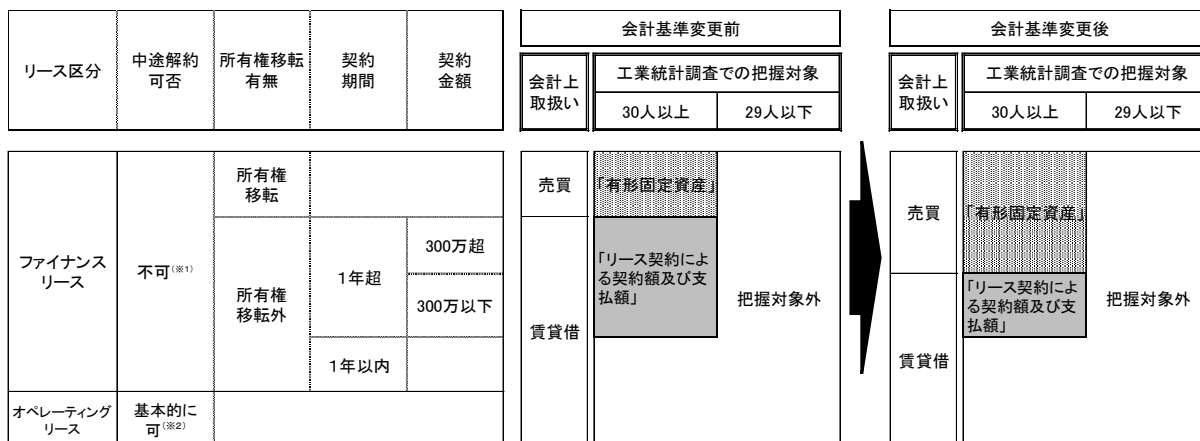 リース区分
中途解約
可否
所有権移転
有無
契約
期間
契約
金額
会計基準変更前
会計上
取扱い
工業統計調査での把握対象
30人以上
29人以下
会計基準変更後
会計上
取扱い
工業統計調査での把握対象
30人以上
29人以下
ファイナンス
リース
不可(※1)
所有権
移転
所有権
移転外
1年超
300万超
300万以下
1年以内
オペレーティング
リース
基本的に
可(※2)
売買
「有形固定資産」
賃貸借
「リース契約によ
る契約額及び支
払額」
把握対象外
売買
「有形固定資産」
賃貸借
「リース契約によ
る契約額及び支
払額」
把握対象外